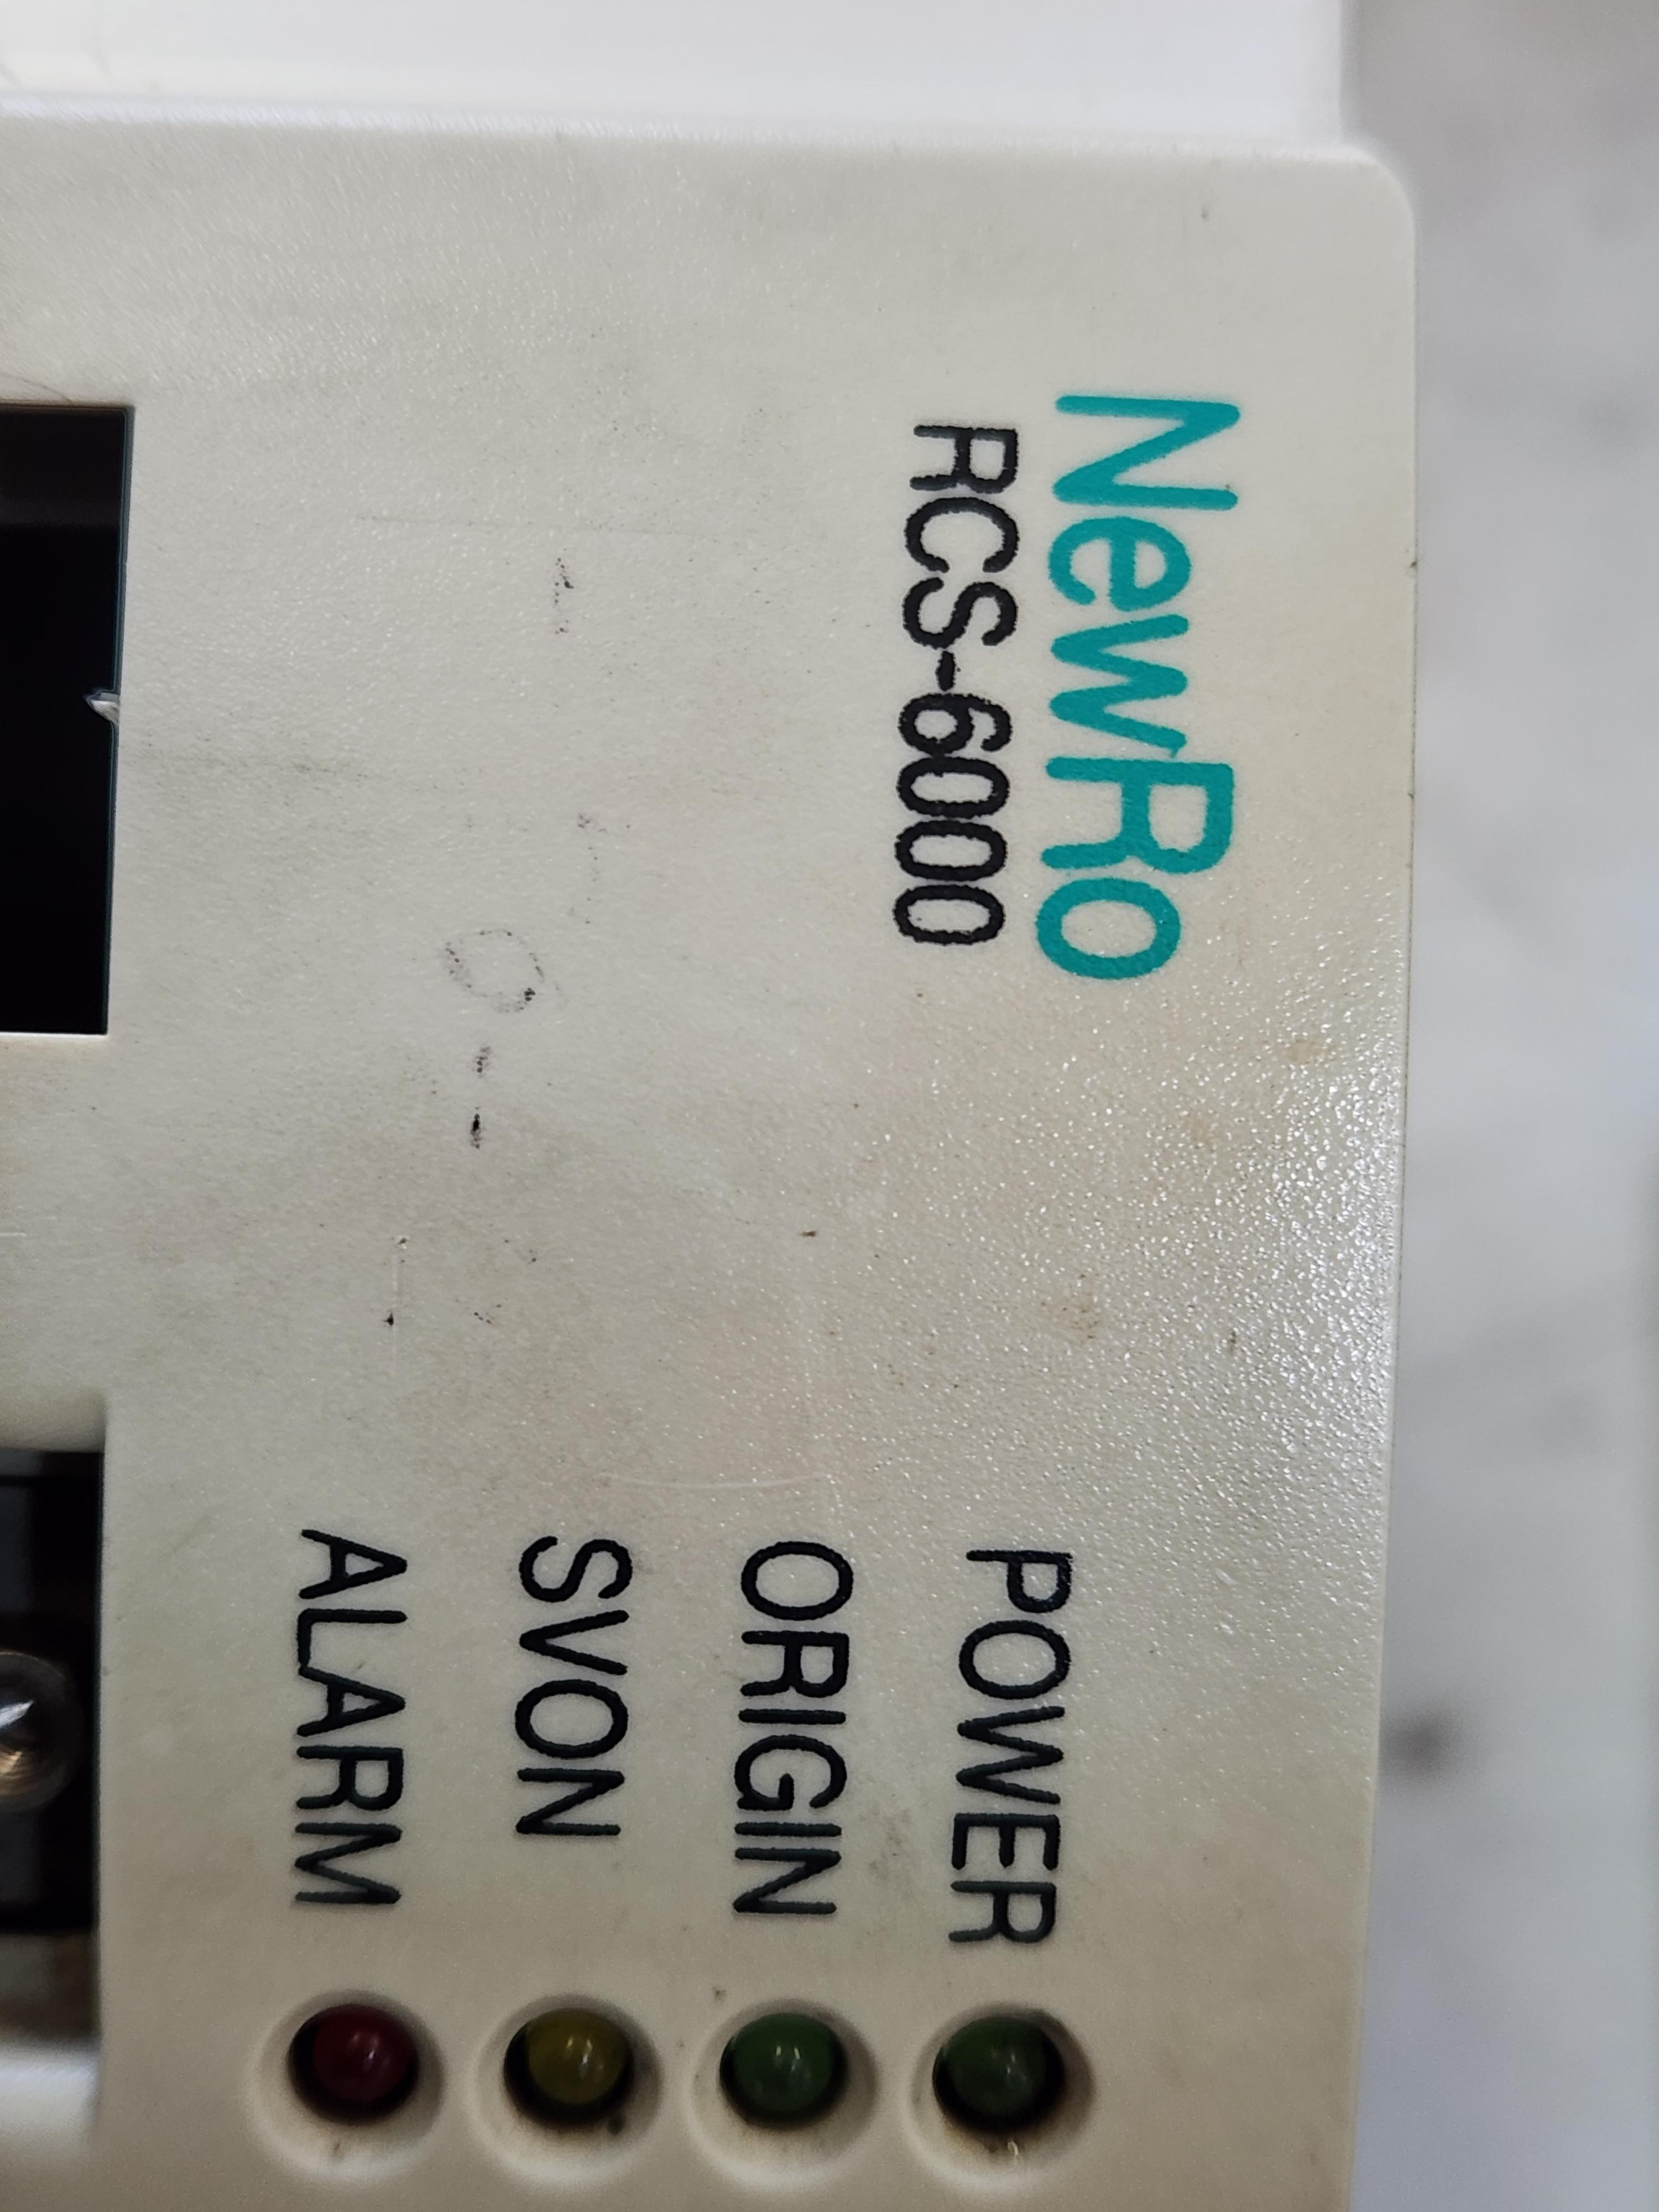 NewRo
RCS-6000
POWER
ORIGIN
SVON
ALARM